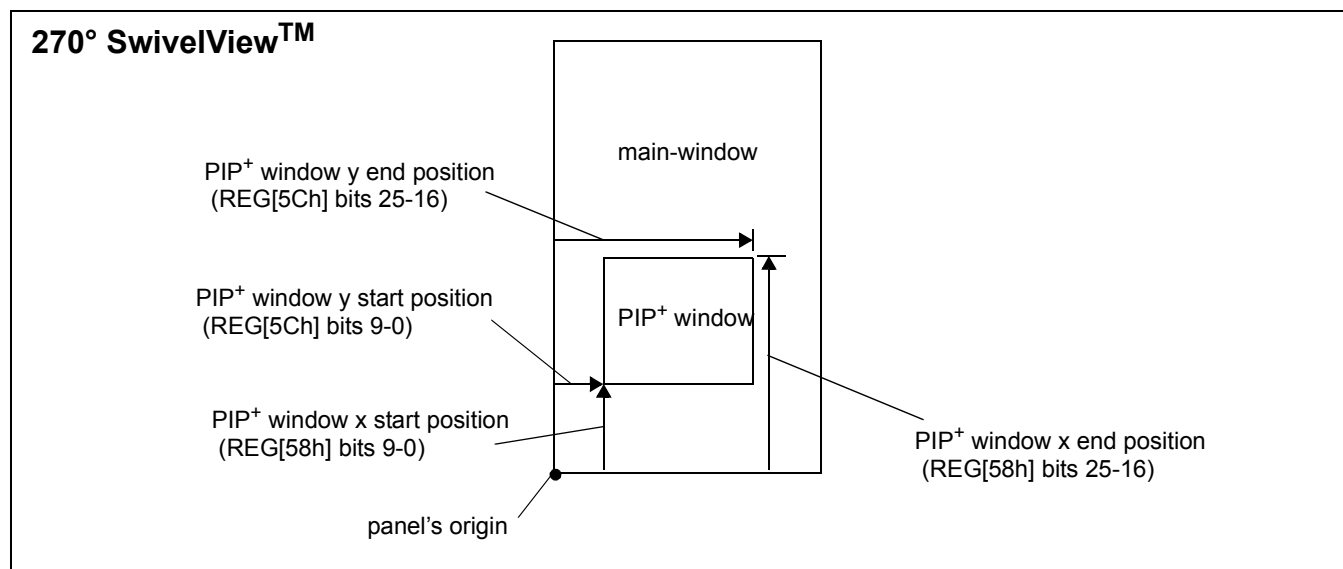 270° SwivelView™
main-window
PIP⁺ window y end position
(REG[5Ch] bits 25-16)
PIP⁺ window y start position
(REG[5Ch] bits 9-0)
PIP⁺ window
PIP⁺ window x start position
(REG[58h] bits 9-0)
PIP⁺ window x end position
(REG[58h] bits 25-16)
panel's origin